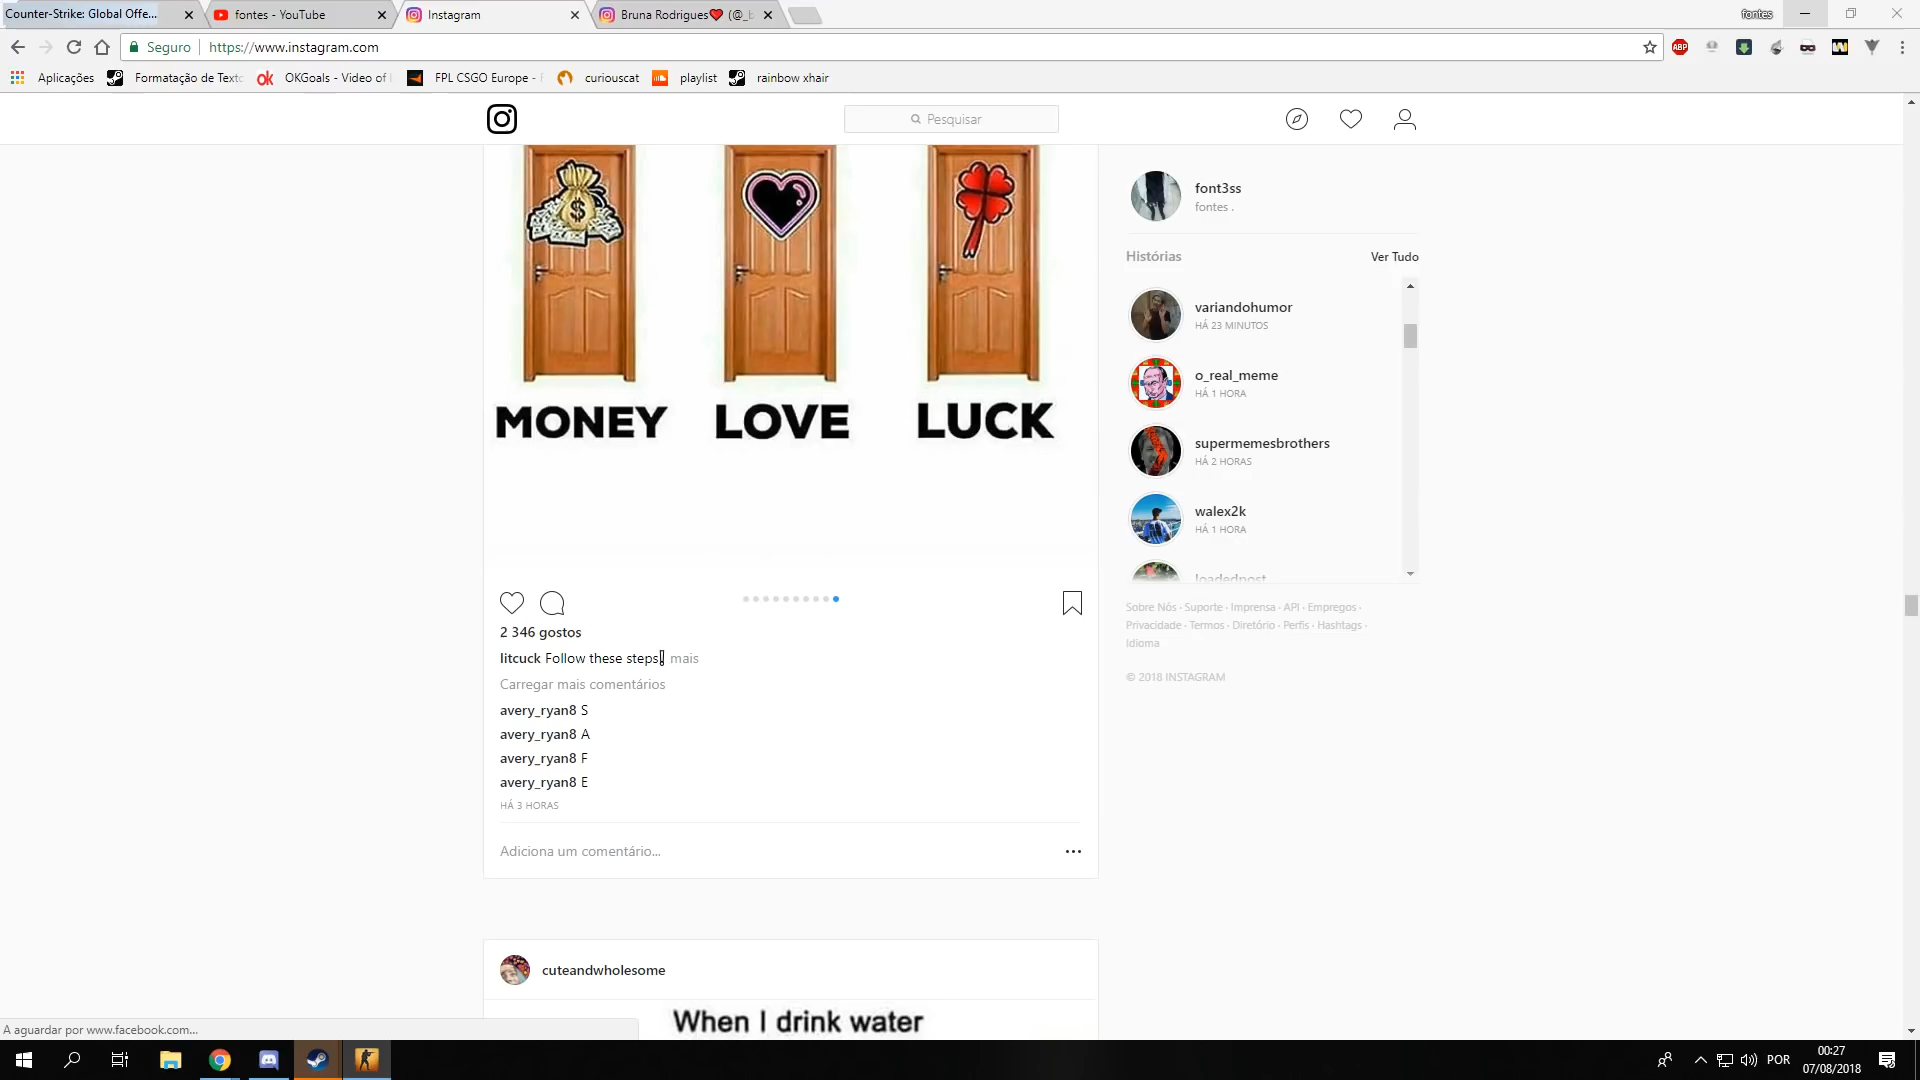 Counter-Strike: Global Offe...
fontes - YouTube
Instagram
Bruna Rodrigues❤️ (@_b
fontes
Seguro
https://www.instagram.com
ABP
Aplicações
Formatação de Texto
ok
OKGoals - Video of
FPL CSGO Europe -
curiouscat
playlist
rainbow xhair
Pesquisar
MONEY LOVE LUCK
2 346 gostos
litcuck Follow these steps mais
Carregar mais comentários
avery_ryan8 S
avery_ryan8 A
avery_ryan8 F
avery_ryan8 E
HÁ 3 HORAS
Adiciona um comentário...
cuteandwholesome
When I drink water
font3ss
fontes .
Histórias
Ver Tudo
variandohumor
HÁ 23 MINUTOS
o_real_meme
HÁ 1 HORA
supermemesbrothers
HÁ 2 HORAS
walex2k
HÁ 1 HORA
loadednost
Sobre Nós · Suporte · Imprensa · API · Empregos ·
Privacidade · Termos · Diretório · Perfis · Hashtags ·
Idioma
© 2018 INSTAGRAM
A aguardar por www.facebook.com...
POR
00:27
07/08/2018